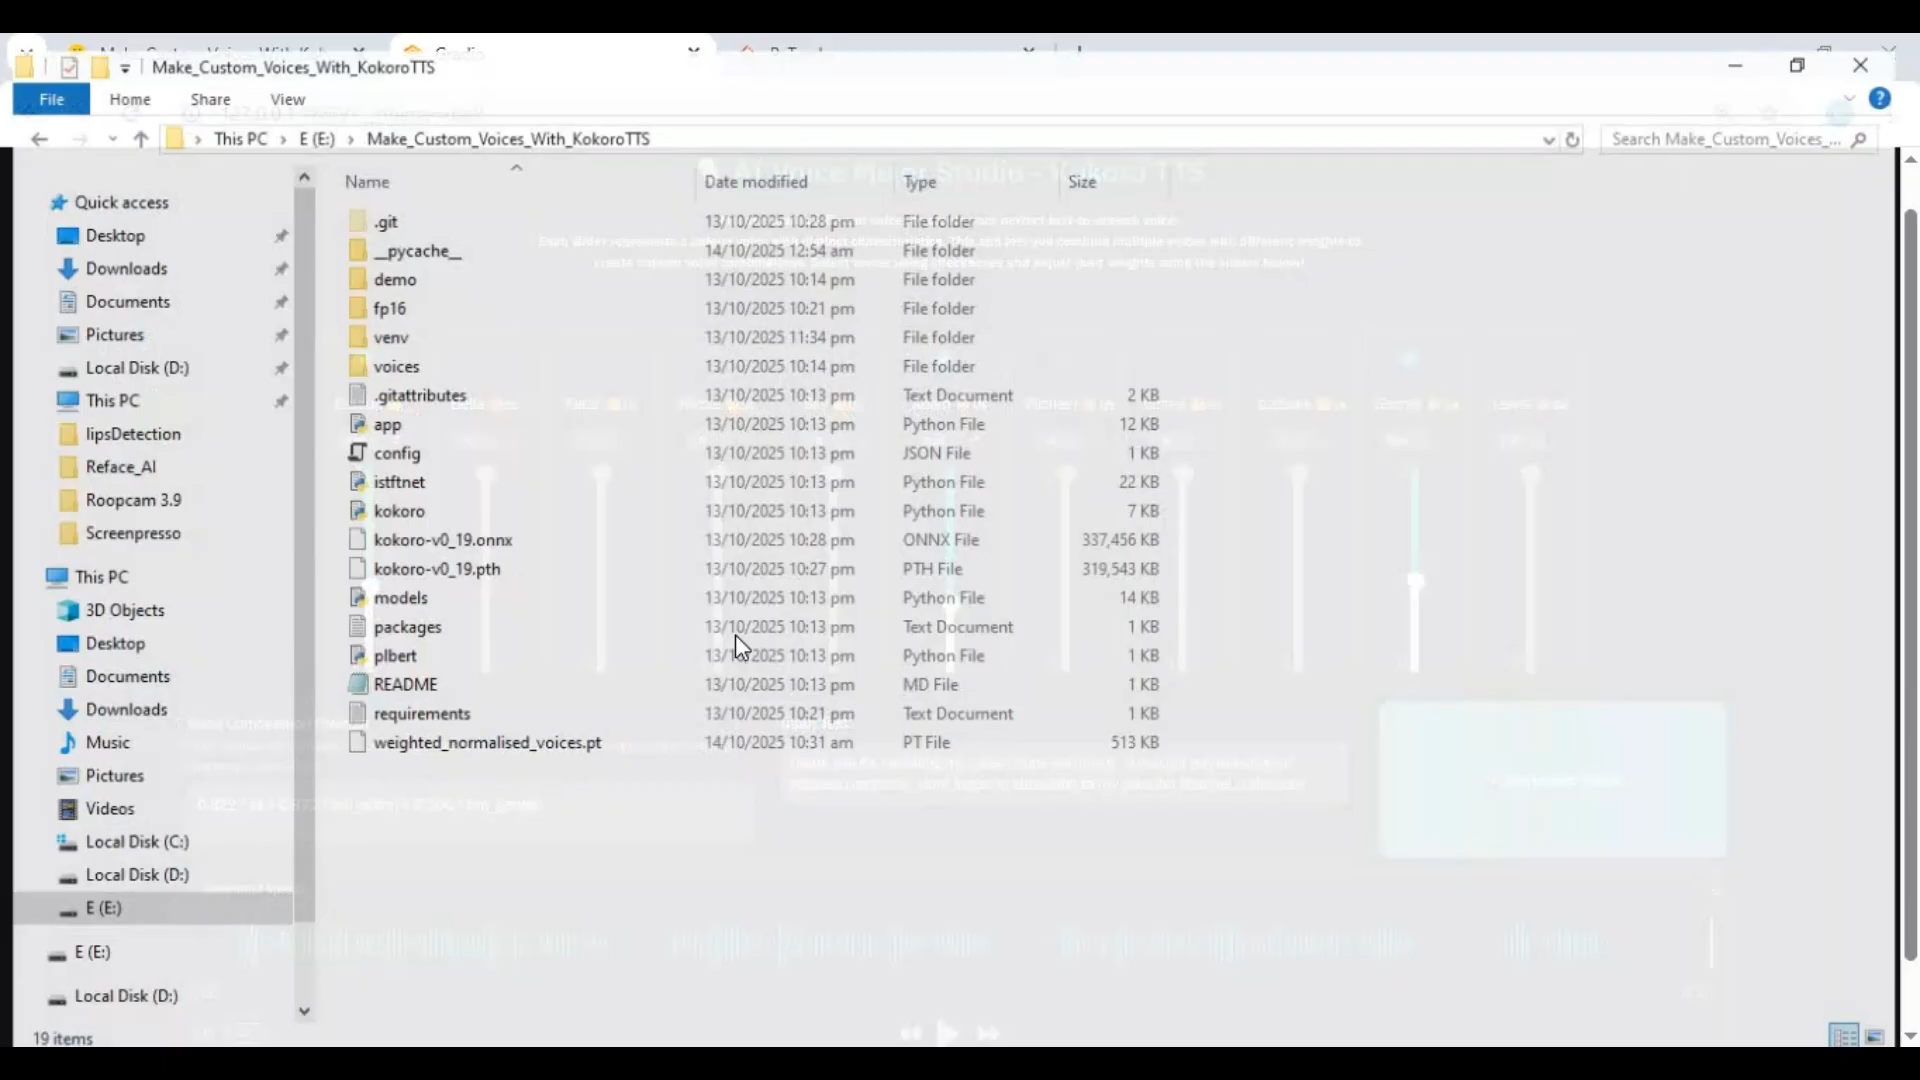 Make_Custom_Voices_With_KokoroTTS
File Home Share View
This PC E (E:) Make_Custom_Voices_With_KokoroTTS Search Make_Custom_Voices_...
Name Date modified Type Size
Quick access
Desktop
Downloads
Documents
Pictures
Local Disk (D:)
This PC
lipsDetection
Reface_AI
Roopcam 3.9
Screenpresso
This PC
3D Objects
Desktop
Documents
Downloads
Music
Pictures
Videos
Local Disk (C:)
Local Disk (D:)
E (E:)
E (E:)
Local Disk (D:)
.git 13/10/2025 10:28 pm File folder
__pycache__ 14/10/2025 12:54 am File folder
demo 13/10/2025 10:14 pm File folder
fp16 13/10/2025 10:21 pm File folder
venv 13/10/2025 11:34 pm File folder
voices 13/10/2025 10:14 pm File folder
.gitattributes 13/10/2025 10:13 pm Text Document 2 KB
app 13/10/2025 10:13 pm Python File 12 KB
config 13/10/2025 10:13 pm JSON File 1 KB
istftnet 13/10/2025 10:13 pm Python File 22 KB
kokoro 13/10/2025 10:13 pm Python File 7 KB
kokoro-v0_19.onnx 13/10/2025 10:28 pm ONNX File 337,456 KB
kokoro-v0_19.pth 13/10/2025 10:27 pm PTH File 319,543 KB
models 13/10/2025 10:13 pm Python File 14 KB
packages 13/10/2025 10:13 pm Text Document 1 KB
plbert 13/10/2025 10:13 pm Python File 1 KB
README 13/10/2025 10:13 pm MD File 1 KB
requirements 13/10/2025 10:21 pm Text Document 1 KB
weighted_normalised_voices.pt 14/10/2025 10:31 am PT File 513 KB
19 items